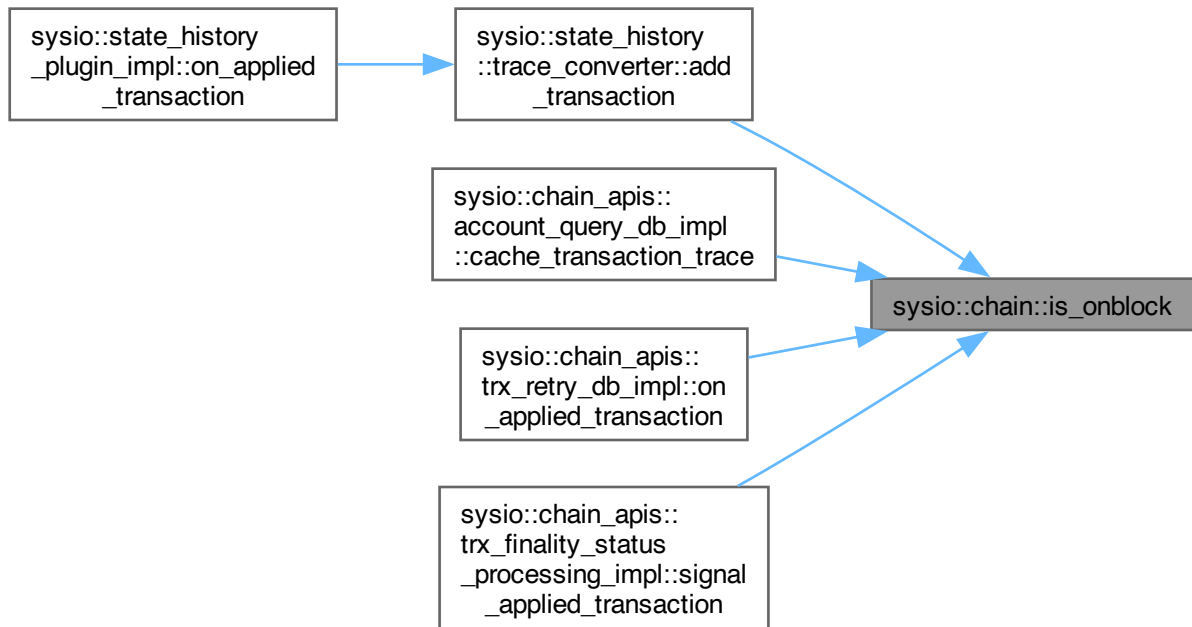 sysio::state_history
_plugin_impl::on_applied
_transaction
sysio::state_history
::trace_converter::add
_transaction
sysio::chain_apis::
account_query_db_impl
::cache_transaction_trace
sysio::chain::is_onblock
sysio::chain_apis::
trx_retry_db_impl::on
_applied_transaction
sysio::chain_apis::
trx_finality_status
_processing_impl::signal
_applied_transaction